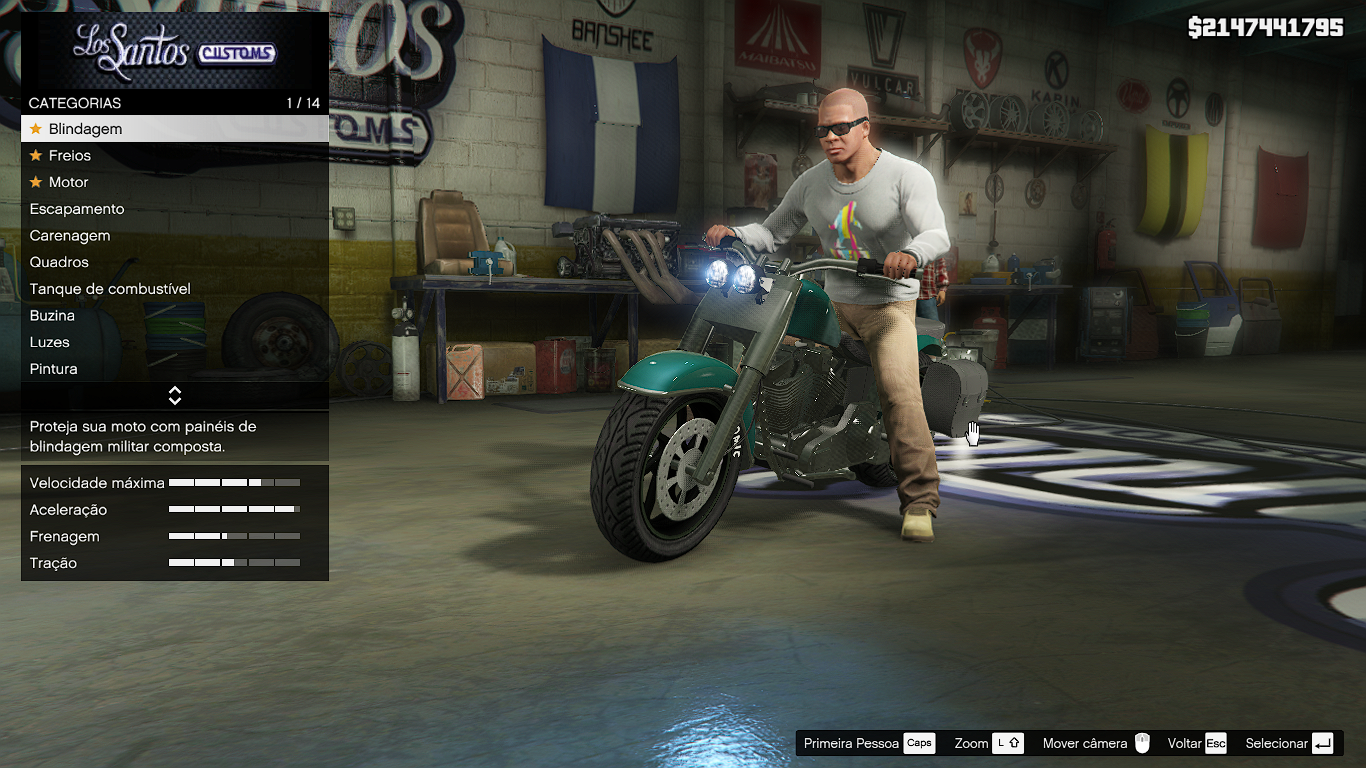 Los Santos CUSTOMS
$2147441795
CATEGORIAS 1 / 14
Blindagem
Freios
Motor
Escapamento
Carenagem
Quadros
Tanque de combustível
Buzina
Luzes
Pintura
Proteja sua moto com painéis de
blindagem militar composta.
Velocidade máxima
Aceleração
Frenagem
Tração
BANSHEE
MAIBATSU
VULCAR
KARIN
Primeira Pessoa Caps Zoom L Mover câmera Voltar Esc Selecionar